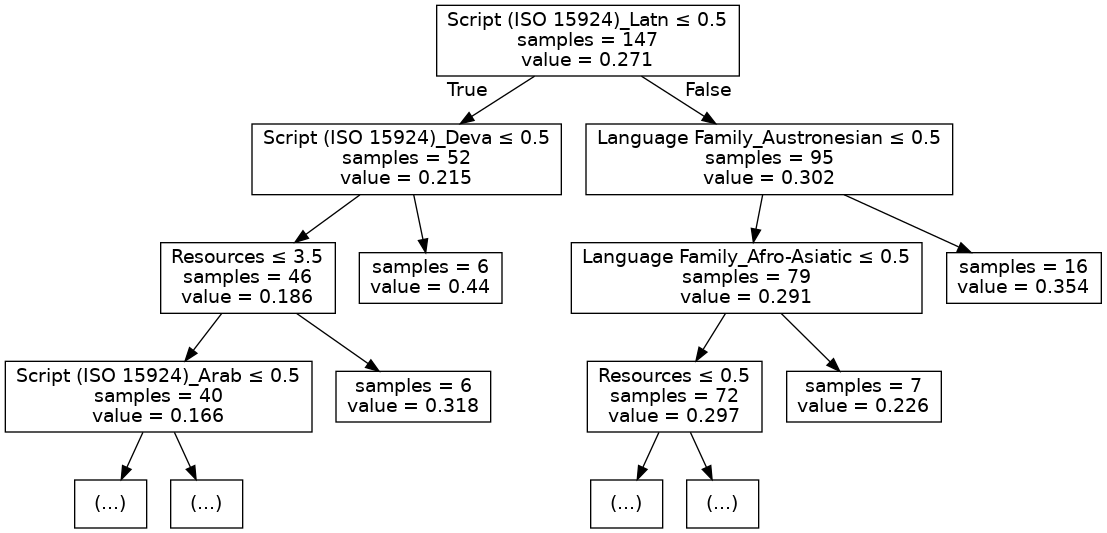 Script (ISO 15924)_Latn ≤ 0.5
samples = 147
value = 0.271
True
False
Script (ISO 15924)_Deva ≤ 0.5
samples = 52
value = 0.215
Language Family_Austronesian ≤ 0.5
samples = 95
value = 0.302
Resources ≤ 3.5
samples = 46
value = 0.186
samples = 6
value = 0.44
Language Family_Afro-Asiatic ≤ 0.5
samples = 79
value = 0.291
samples = 16
value = 0.354
Script (ISO 15924)_Arab ≤ 0.5
samples = 40
value = 0.166
samples = 6
value = 0.318
Resources ≤ 0.5
samples = 72
value = 0.297
samples = 7
value = 0.226
(...)
(...)
(...)
(...)